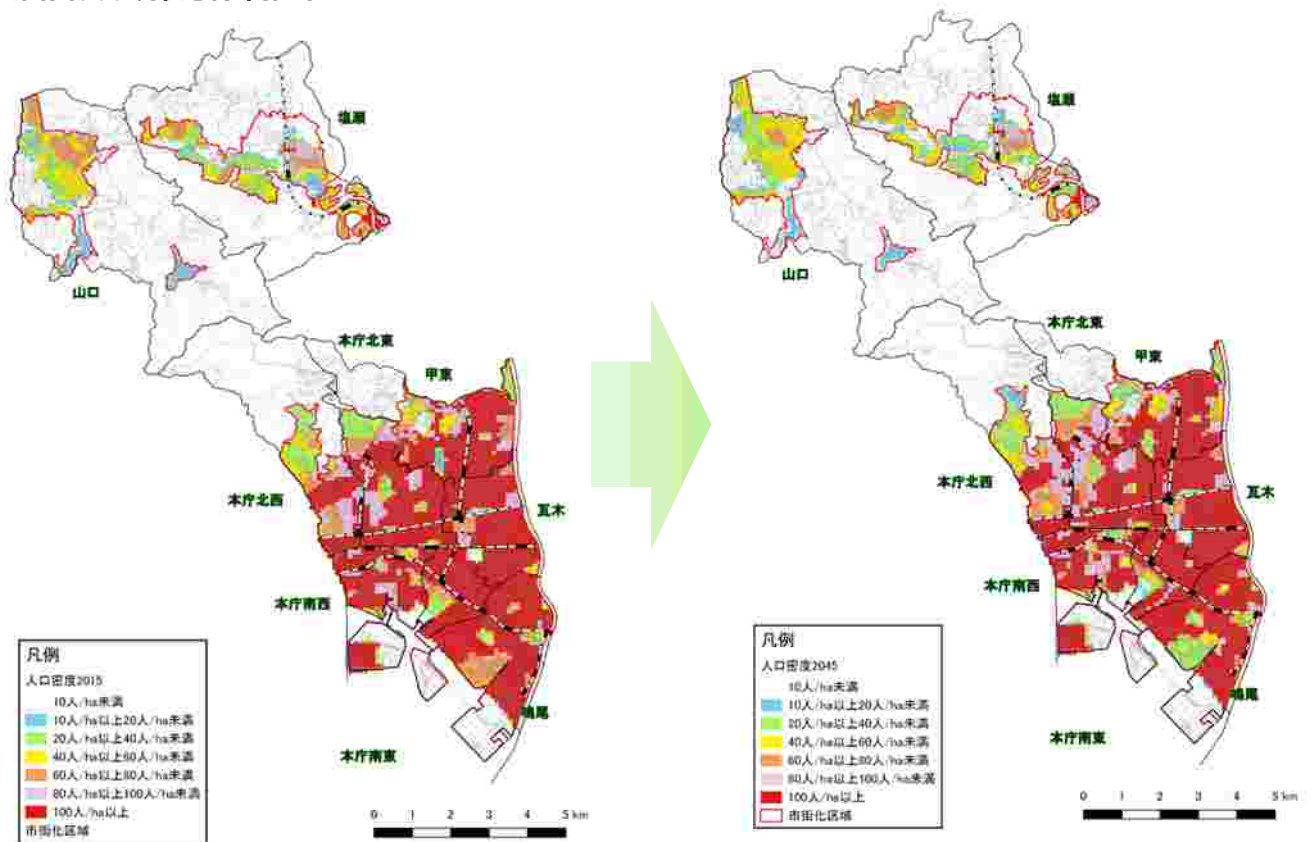 塩瀬
山口
本庁北東
甲東
本庁北西
瓦木
本庁南西
鳴尾
本庁南東
凡例
人口密度2015
10人/ha未満
10人/ha以上20人/ha未満
20人/ha以上40人/ha未満
40人/ha以上60人/ha未満
60人/ha以上80人/ha未満
80人/ha以上100人/ha未満
100人/ha以上
市街化区域
0 1 2 3 4 5 km
塩瀬
山口
本庁北東
甲東
本庁北西
瓦木
本庁南西
鳴尾
本庁南東
凡例
人口密度2045
10人/ha未満
10人/ha以上20人/ha未満
20人/ha以上40人/ha未満
40人/ha以上60人/ha未満
60人/ha以上80人/ha未満
80人/ha以上100人/ha未満
100人/ha以上
市街化区域
0 1 2 3 4 5 km